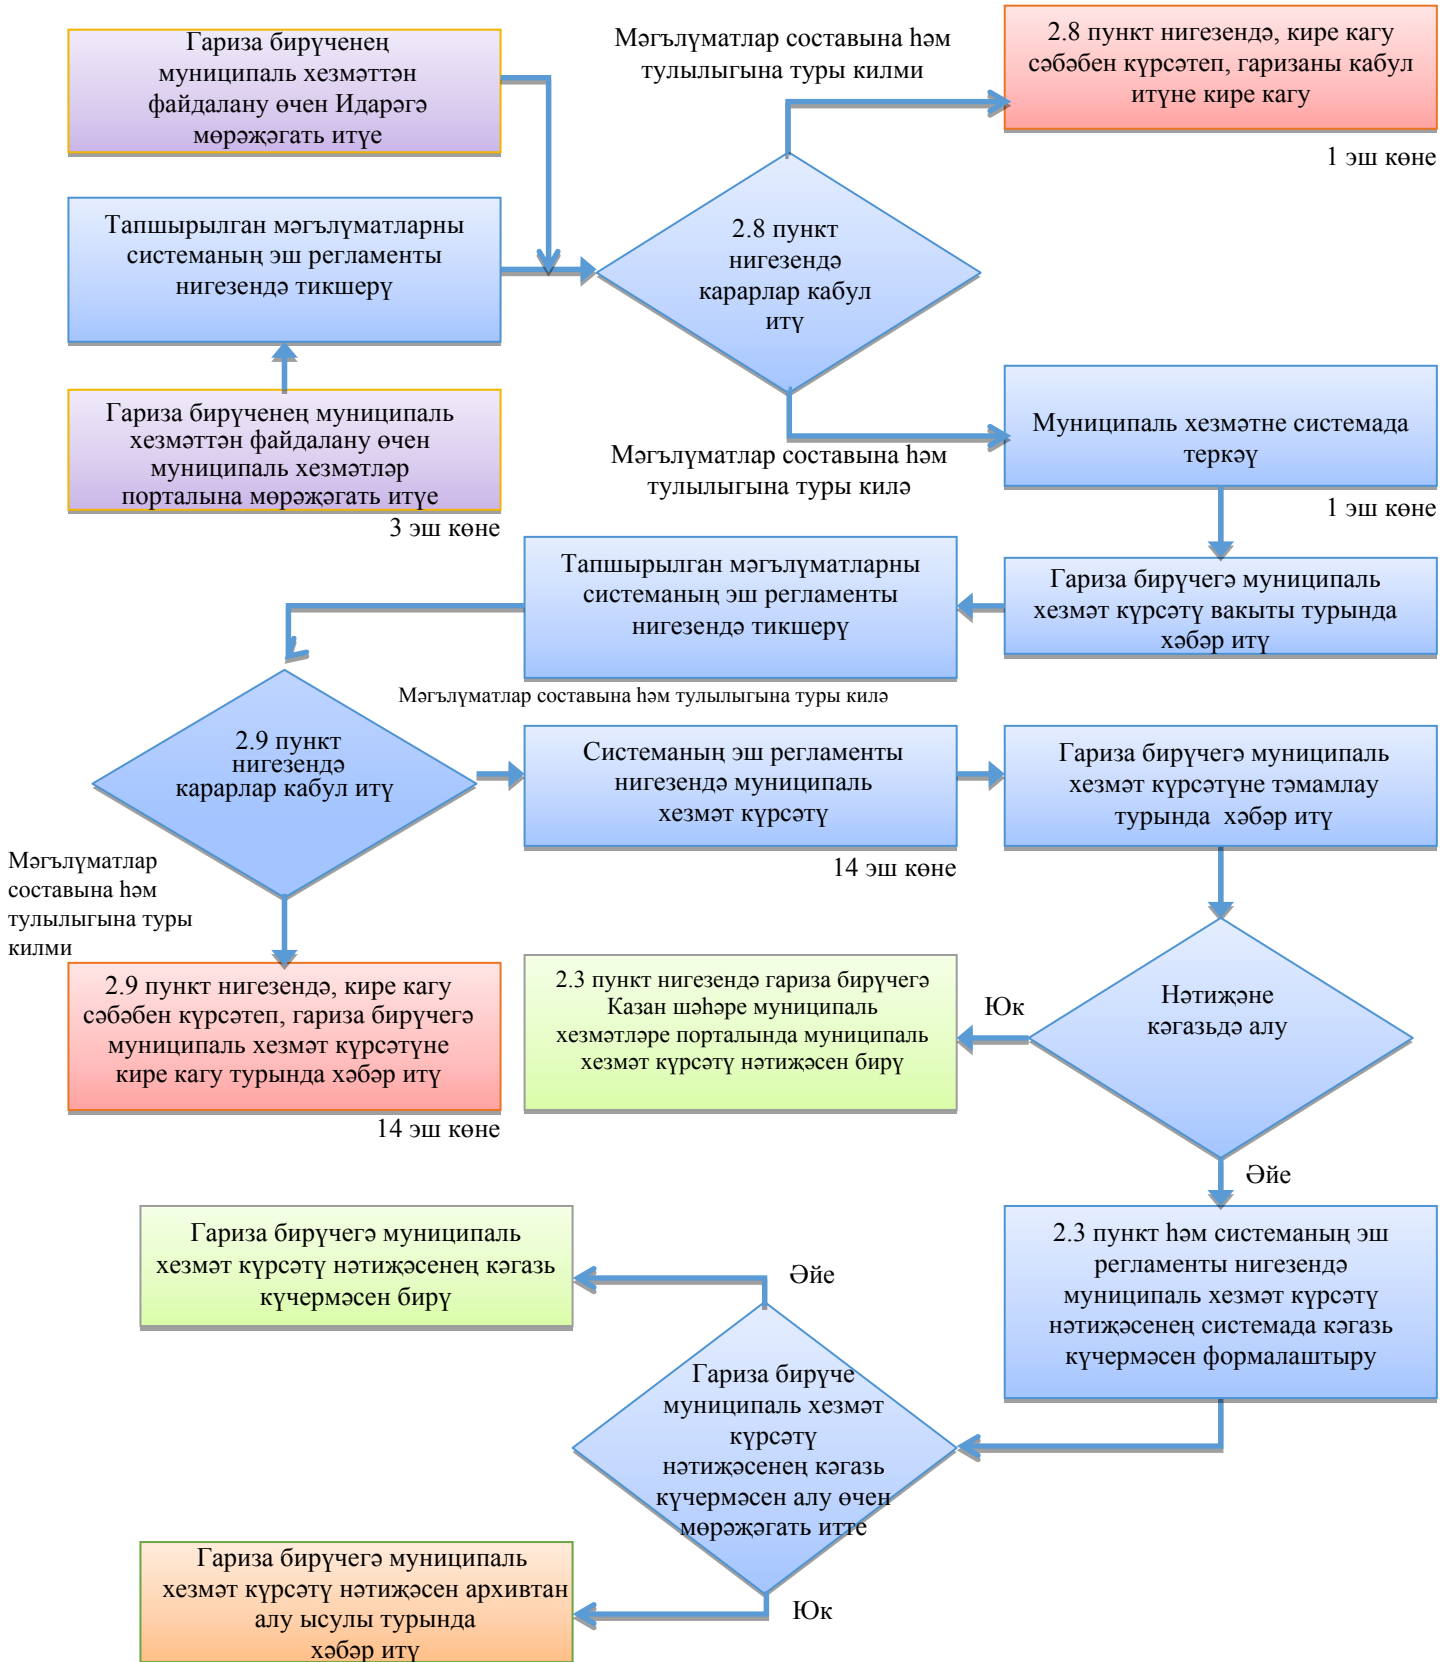 Гариза бирүченең
муниципаль хезмәттән
файдалану өчен Идарәгә
мөрәҗәгать итүе
Мәгълүматлар составына һәм
тулылыгына туры килми
2.8 пункт нигезендә, кире кагу
сәбәбен күрсәтеп, гаризаны кабул
итүне кире кагу
1 эш көне
Тапшырылган мәгълүматларны
системаның эш регламенты
нигезендә тикшерү
2.8 пункт
нигезендә
карарлар кабул
итү
Гариза бирүченең муниципаль
хезмәттән файдалану өчен
муниципаль хезмәтләр
порталына мөрәҗәгать итүе
3 эш көне
Мәгълүматлар составына һәм
тулылыгына туры килә
Муниципаль хезмәтне системада
теркәү
1 эш көне
Тапшырылган мәгълүматларны
системаның эш регламенты
нигезендә тикшерү
Гариза бирүчегә муниципаль
хезмәт күрсәтү вакыты турында
хәбәр итү
Мәгълүматлар составына һәм тулылыгына туры килә
2.9 пункт
нигезендә
карарлар кабул итү
Системаның эш регламенты
нигезендә муниципаль
хезмәт күрсәтү
14 эш көне
Гариза бирүчегә муниципаль
хезмәт күрсәтүне тәмамлау
турында  хәбәр итү
Мәгълүматлар
составына һәм
тулылыгына туры
килми
2.9 пункт нигезендә, кире кагу
сәбәбен күрсәтеп, гариза бирүчегә
муниципаль хезмәт күрсәтүне
кире кагу турында хәбәр итү
14 эш көне
2.3 пункт нигезендә гариза бирүчегә
Казан шәһәре муниципаль
хезмәтләре порталында муниципаль
хезмәт күрсәтү нәтиҗәсен бирү
Юк
Нәтиҗәне
кәгазьдә алу
Әйе
Гариза бирүчегә муниципаль
хезмәт күрсәтү нәтиҗәсенең кәгазь
күчермәсен бирү
Әйе
2.3 пункт һәм системаның эш
регламенты нигезендә
муниципаль хезмәт күрсәтү
нәтиҗәсенең системада кәгазь
күчермәсен формалаштыру
Гариза бирүче
муниципаль хезмәт
күрсәтү
нәтиҗәсенең кәгазь
күчермәсен алу өчен
мөрәҗәгать итте
Гариза бирүчегә муниципаль
хезмәт күрсәтү нәтиҗәсен архивтан
алу ысулы турында
хәбәр итү
Юк